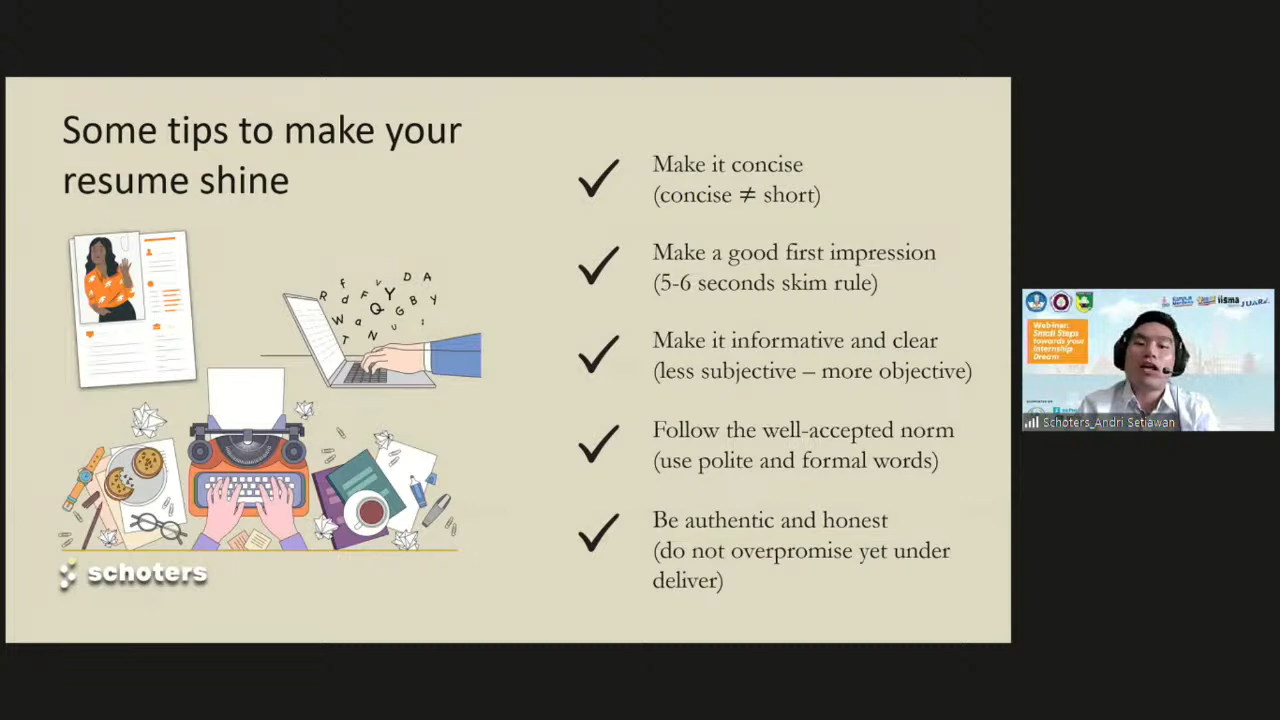 Some tips to make your
resume shine
Make it concise
(concise ≠ short)
Make a good first impression
(5-6 seconds skim rule)
Make it informative and clear
(less subjective – more objective)
Follow the well-accepted norm
(use polite and formal words)
Be authentic and honest
(do not overpromise yet under
deliver)
schoters
f v D A
R d F Y B y
Q G
W a U
T N
Webinar:
Small Steps
towards your
Internship
Dream
iisma
JUARA
Schoters_Andri Setiawan